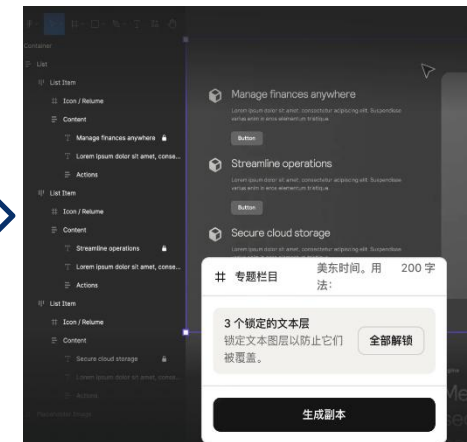 Container
List
List Item
Icon / Relume
Content
Manage finances anywhere
Lorem ipsum dolor sit amet, conse...
Actions
List Item
Icon / Relume
Content
Streamline operations
Lorem ipsum dolor sit amet, conse...
Actions
List Item
Icon / Relume
Content
Secure cloud storage
Lorem ipsum dolor sit amet, conse...
Actions
Placeholder Image
Manage finances anywhere
Lorem ipsum dolor sit amet, consectetur adipiscing elit. Suspendisse
varius enim in eros elementum tristique.
Button
Streamline operations
Lorem ipsum dolor sit amet, consectetur adipiscing elit. Suspendisse
varius enim in eros elementum tristique.
Button
Secure cloud storage
专题栏目
美东时间。用
法:
200 字
3 个锁定的文本层
锁定文本图层以防止它们
被覆盖。
全部解锁
生成副本